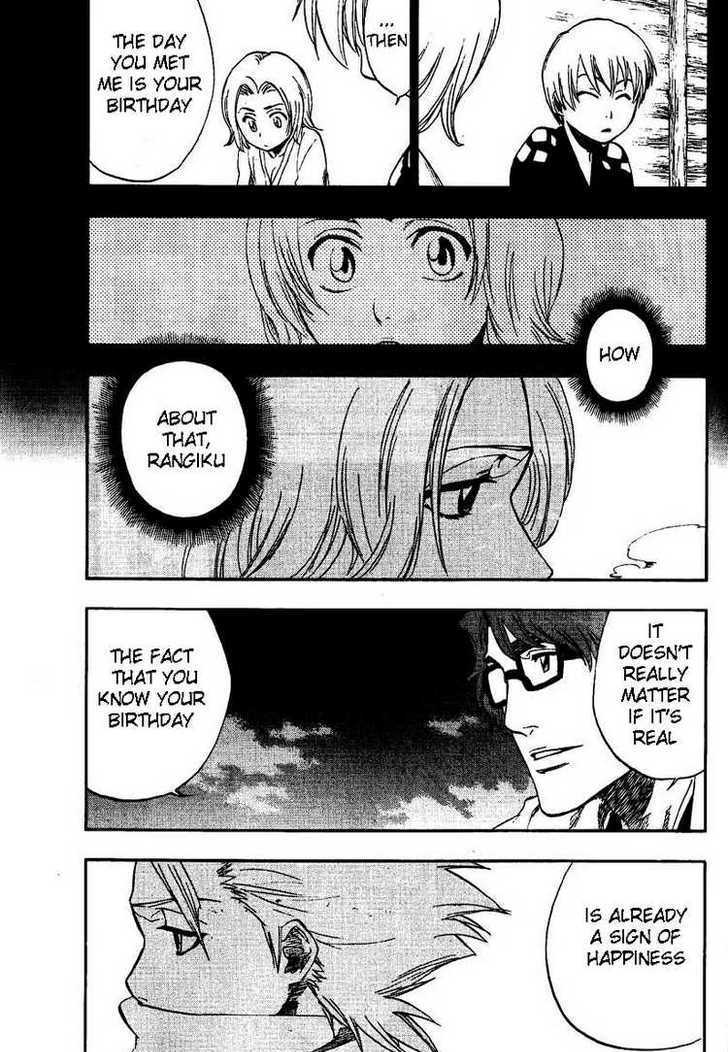 ...
THEN
THE DAY
YOU MET
ME IS YOUR
BIRTHDAY
HOW
ABOUT
THAT,
RANGIKU
IT
DOESN'T
REALLY
MATTER
IF IT'S
REAL
THE FACT
THAT YOU
KNOW YOUR
BIRTHDAY
IS ALREADY
A SIGN OF
HAPPINESS